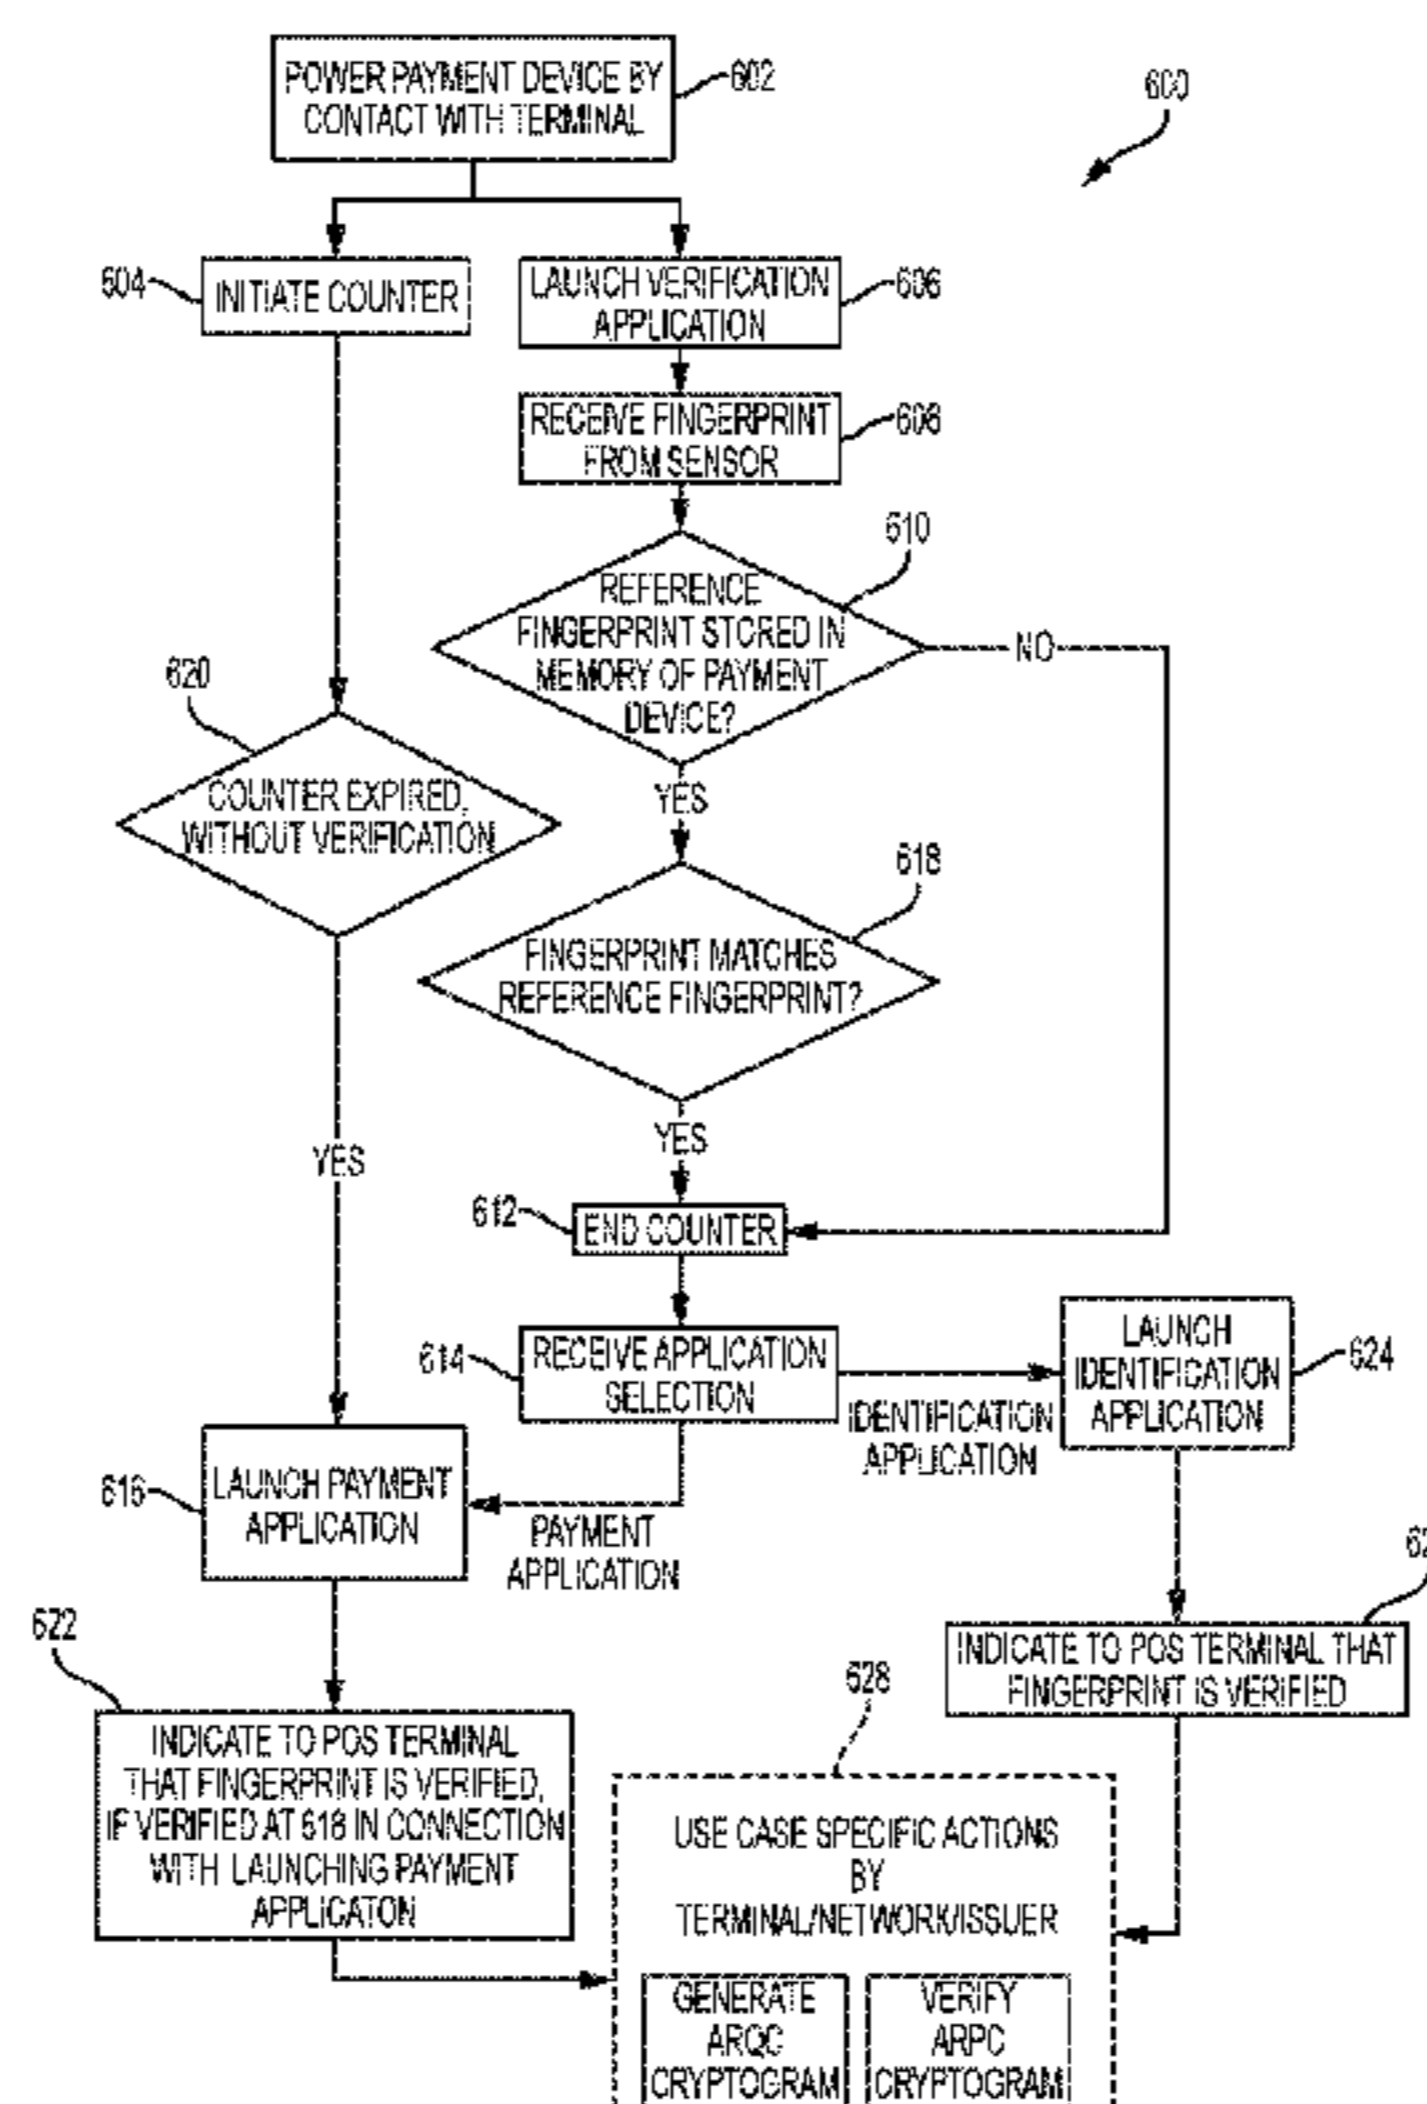 POWER PAYMENT DEVICE BY
CONTACT WITH TERMINAL
602
600
604
INITIATE COUNTER
LAUNCH VERIFICATION
APPLICATION
606
RECEIVE FINGERPRINT
FROM SENSOR
608
610
REFERENCE
FINGERPRINT STORED IN
MEMORY OF PAYMENT
DEVICE?
NO
620
COUNTER EXPIRED,
WITHOUT VERIFICATION
YES
618
FINGERPRINT MATCHES
REFERENCE FINGERPRINT?
YES
YES
612
END COUNTER
614
RECEIVE APPLICATION
SELECTION
IDENTIFICATION
APPLICATION
LAUNCH
IDENTIFICATION
APPLICATION
624
616
LAUNCH PAYMENT
APPLICATION
PAYMENT
APPLICATION
622
INDICATE TO POS TERMINAL
THAT FINGERPRINT IS VERIFIED,
IF VERIFIED AT 618 IN CONNECTION
WITH LAUNCHING PAYMENT
APPLICATON
INDICATE TO POS TERMINAL THAT
FINGERPRINT IS VERIFIED
628
USE CASE SPECIFIC ACTIONS
BY
TERMINAL/NETWORK/ISSUER
GENERATE
ARQC
CRYPTOGRAM
VERIFY
ARPC
CRYPTOGRAM